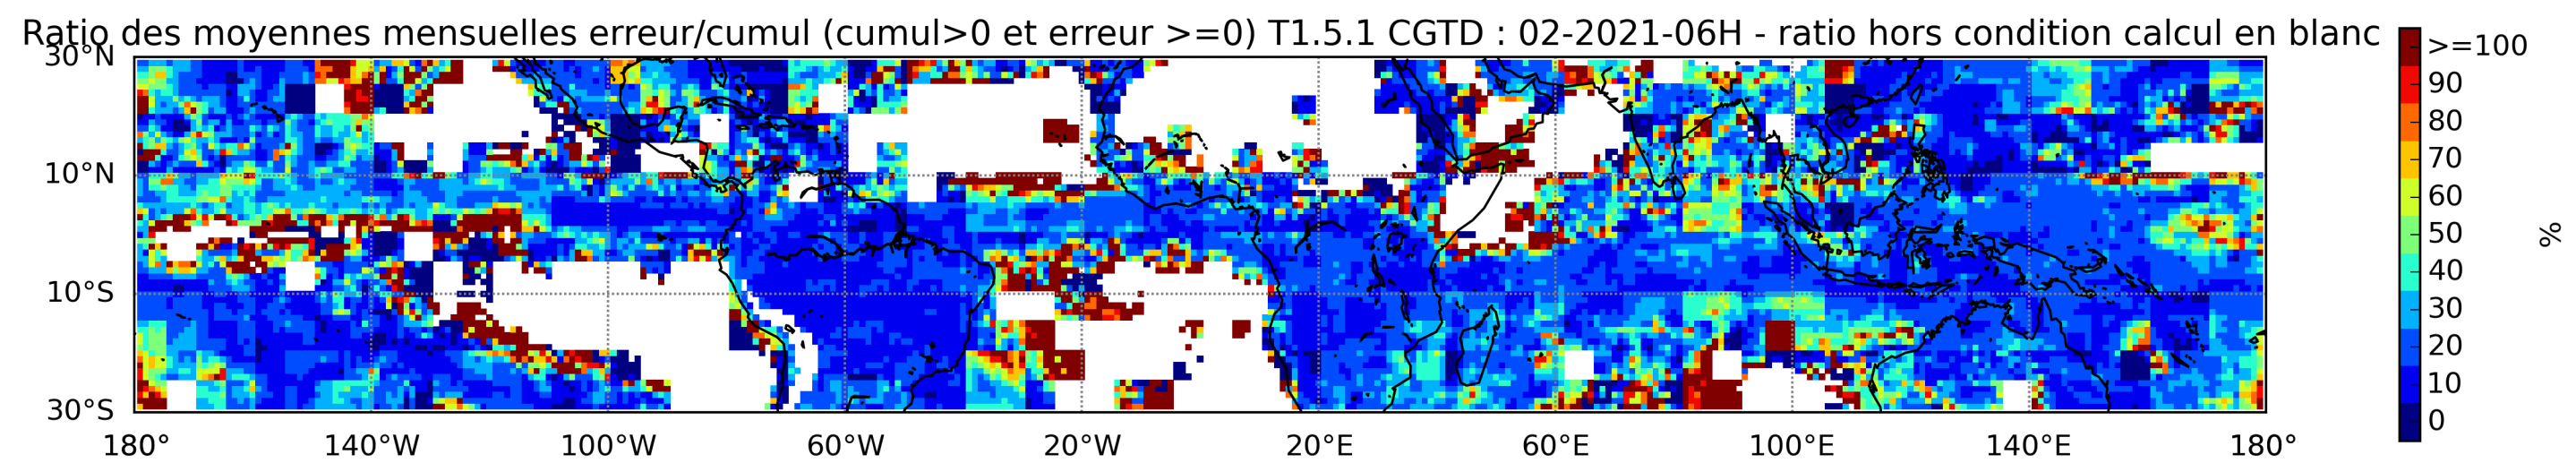 Ratio des moyennes mensuelles erreur/cumul (cumul>0 et erreur >=0) T1.5.1 CGTD : 02-2021-06H - ratio hors condition calcul en blanc
30°N
10°N
10°S
30°S
180° 140°W 100°W 60°W 20°W 20°E 60°E 100°E 140°E 180°
>=100
90
80
70
60
50
40
30
20
10
0
%